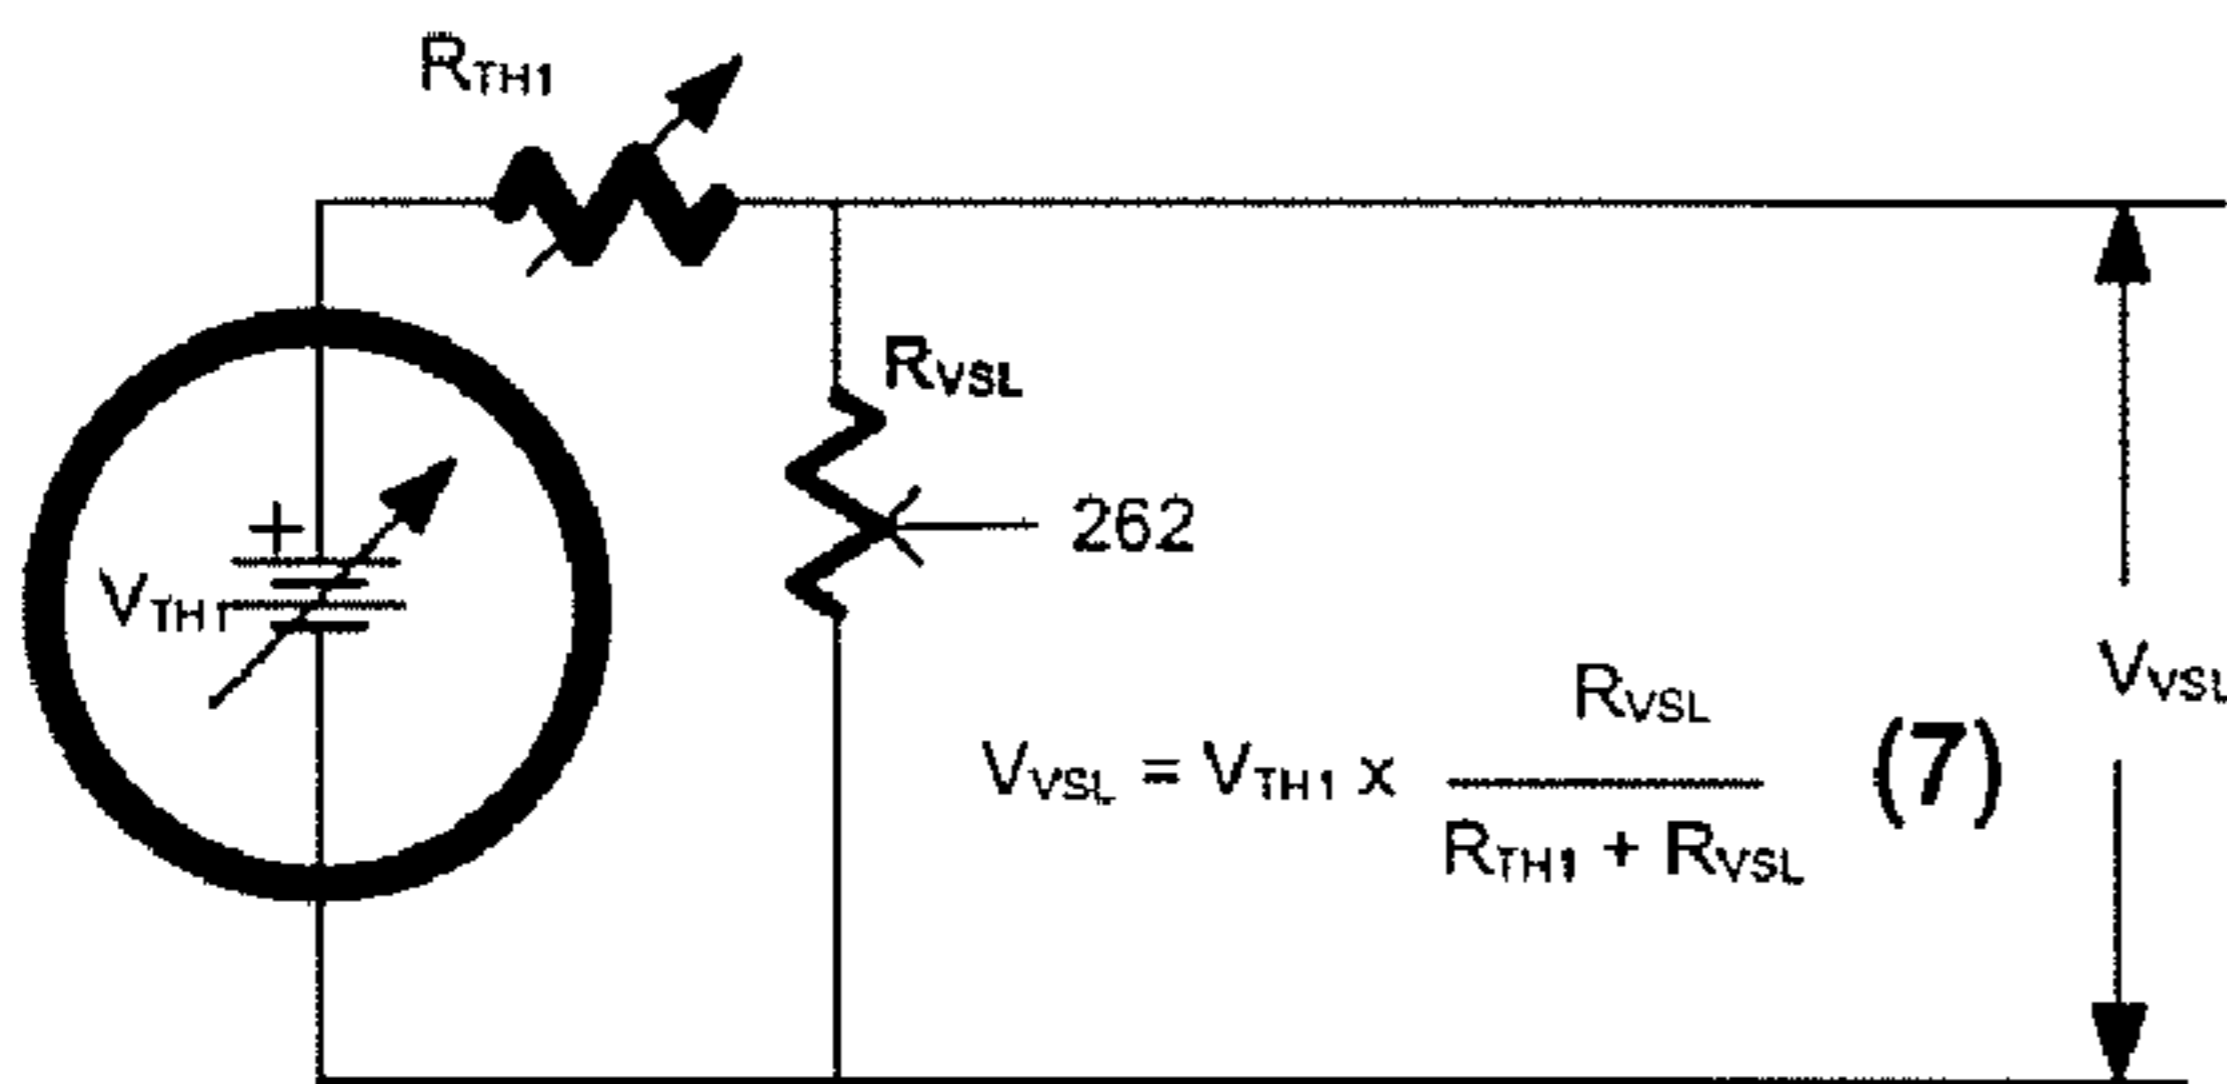 RTH1
RVSL
+
VTH1
262
VVSL
RVSL
VVSL = VTH1 x (7)
RTH1 + RVSL